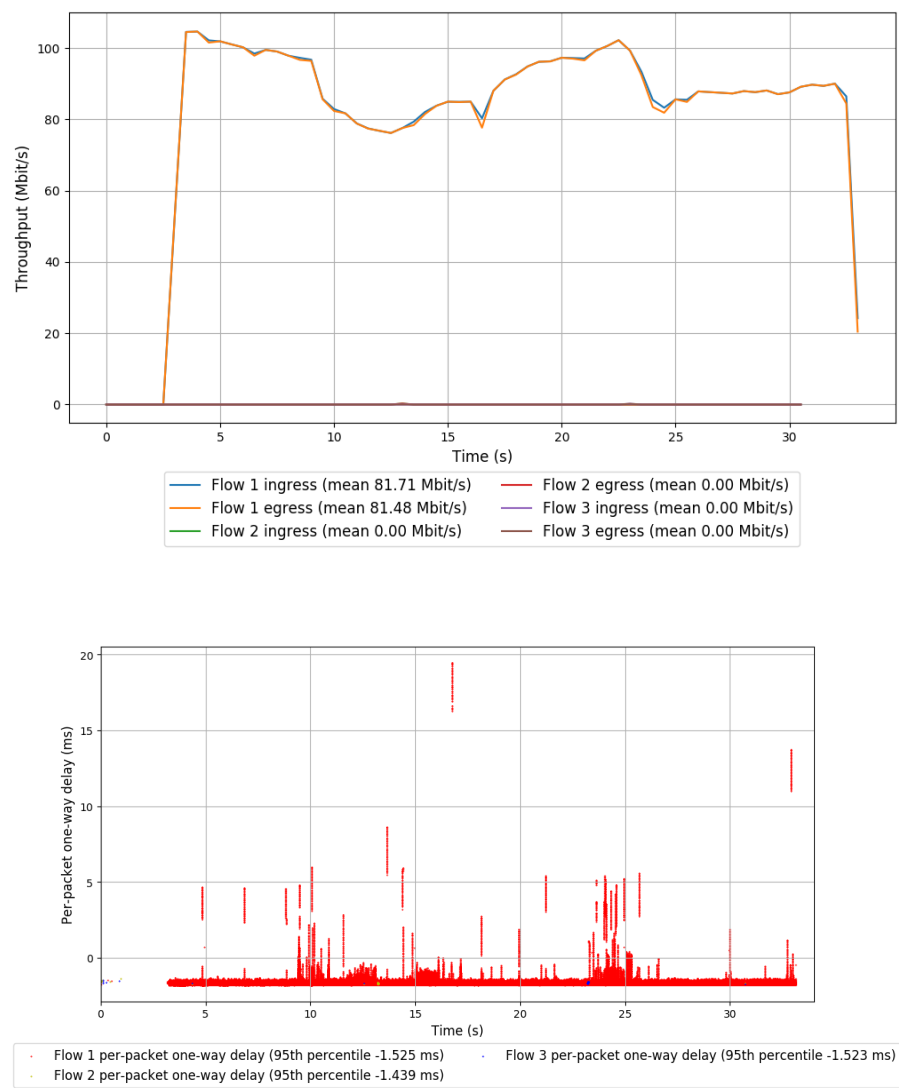 100
80
60
40
20
0
Throughput (Mbit/s)
0 5 10 15 20 25 30
Time (s)
Flow 1 ingress (mean 81.71 Mbit/s)
Flow 1 egress (mean 81.48 Mbit/s)
Flow 2 ingress (mean 0.00 Mbit/s)
Flow 2 egress (mean 0.00 Mbit/s)
Flow 3 ingress (mean 0.00 Mbit/s)
Flow 3 egress (mean 0.00 Mbit/s)
20
15
10
5
0
Per-packet one-way delay (ms)
0 5 10 15 20 25 30
Time (s)
Flow 1 per-packet one-way delay (95th percentile -1.525 ms)
Flow 2 per-packet one-way delay (95th percentile -1.439 ms)
Flow 3 per-packet one-way delay (95th percentile -1.523 ms)